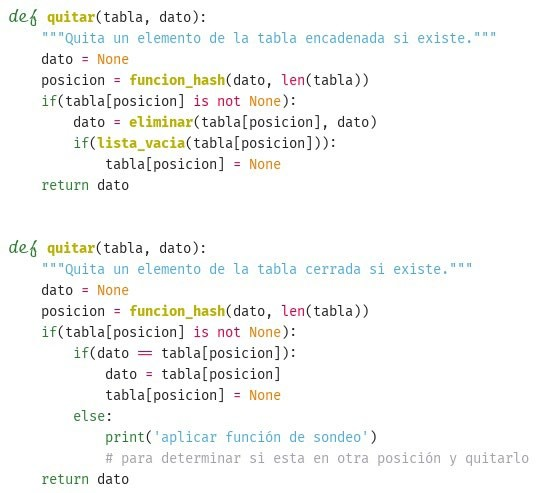 def quitar(tabla, dato):
    """Quita un elemento de la tabla encadenada si existe."""
    dato = None
    posicion = funcion_hash(dato, len(tabla))
    if(tabla[posicion] is not None):
        dato = eliminar(tabla[posicion], dato)
        if(lista_vacia(tabla[posicion])):
            tabla[posicion] = None
    return dato

def quitar(tabla, dato):
    """Quita un elemento de la tabla cerrada si existe."""
    dato = None
    posicion = funcion_hash(dato, len(tabla))
    if(tabla[posicion] is not None):
        if(dato == tabla[posicion]):
            dato = tabla[posicion]
            tabla[posicion] = None
        else:
            print('aplicar función de sondeo')
            # para determinar si esta en otra posición y quitarlo
    return dato